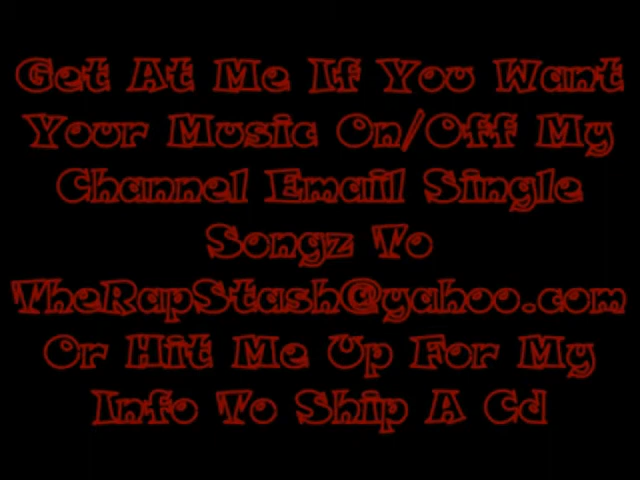 Get At Me If You Want
Your Music On/Off My
Channel Email Single
Songz To
TheRapStash@yahoo.com
Or Hit Me Up For My
Info To Ship A Cd